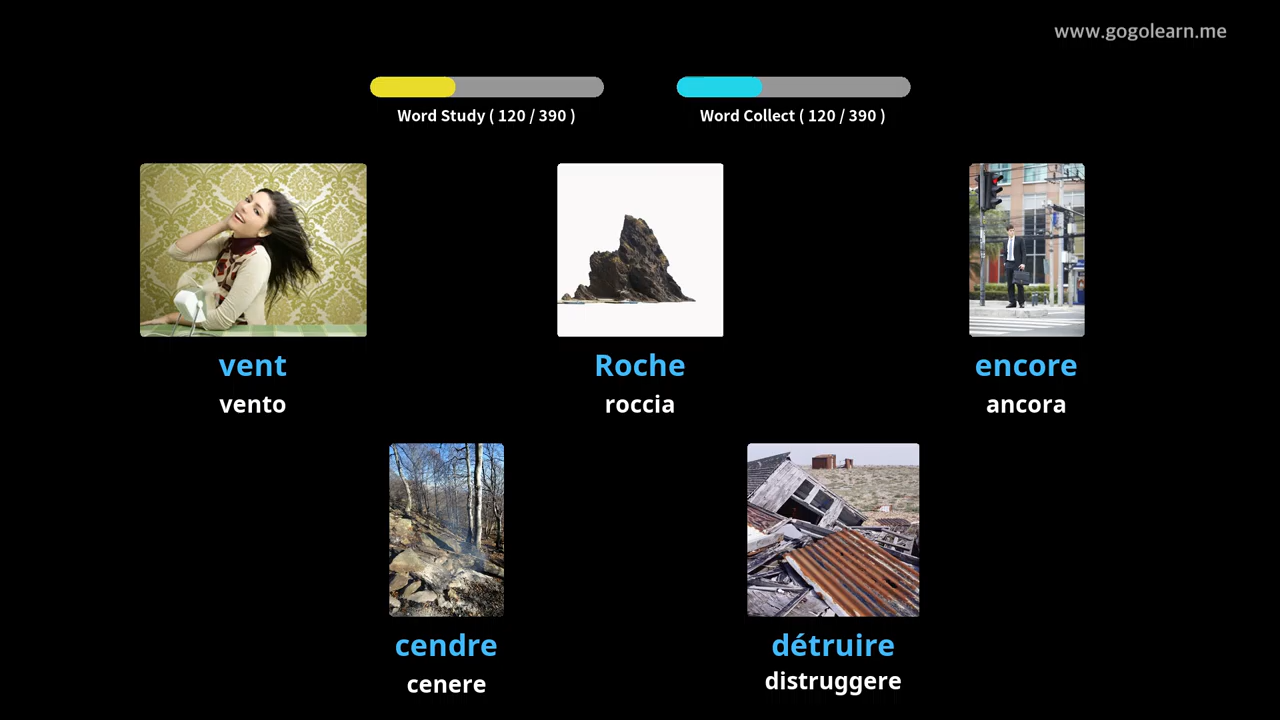 www.gogolearn.me
Word Study ( 120 / 390 )
Word Collect ( 120 / 390 )
vent
vento
Roche
roccia
encore
ancora
cendre
cenere
détruire
distruggere